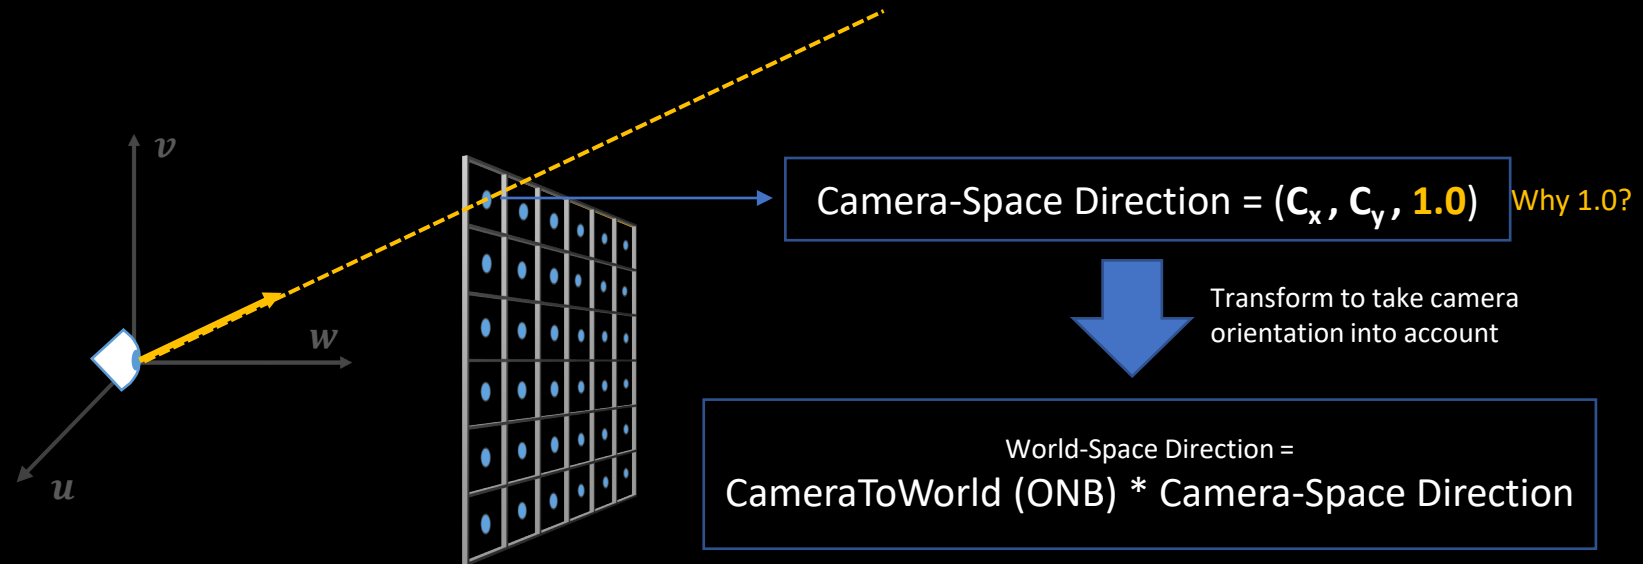 v
Camera-Space Direction = (Cx , Cy , 1.0)
Why 1.0?
w
Transform to take camera
orientation into account
u
World-Space Direction =
CameraToWorld (ONB) * Camera-Space Direction